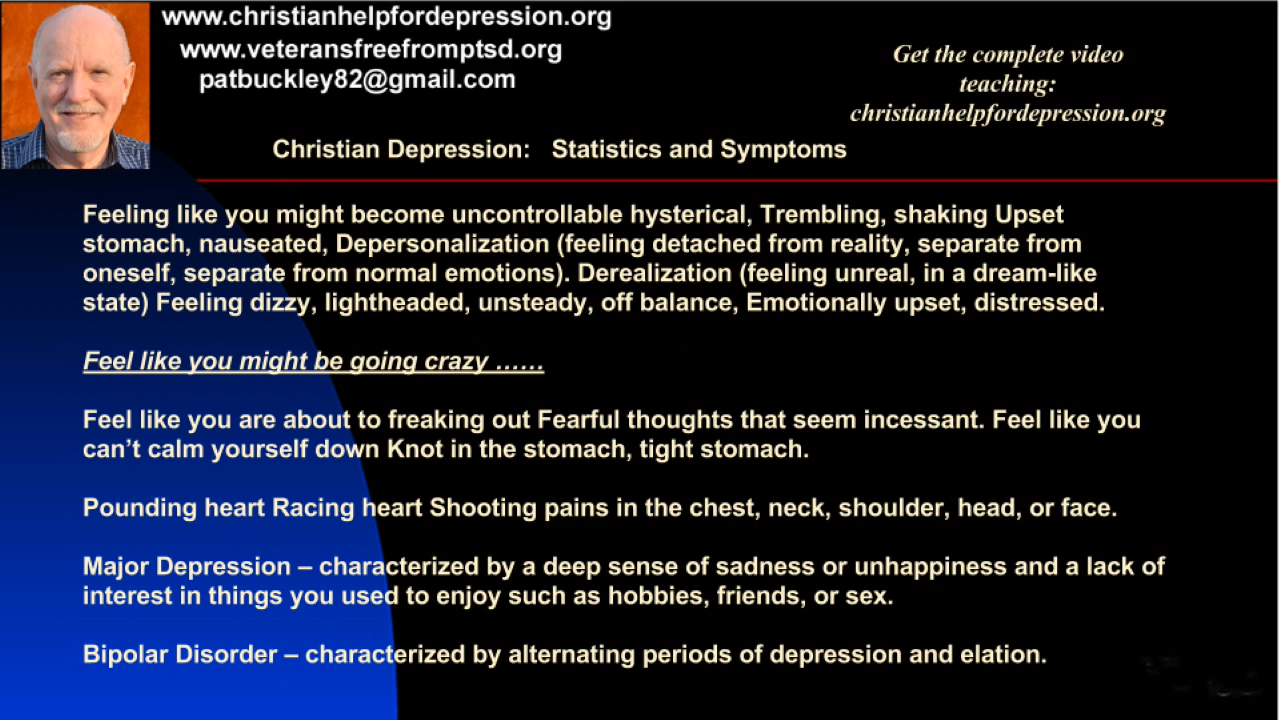 www.christianhelpfordepression.org
www.veteransfreefromptsd.org
patbuckley82@gmail.com
Get the complete video
teaching:
christianhelpfordepression.org
Christian Depression: Statistics and Symptoms
Feeling like you might become uncontrollable hysterical, Trembling, shaking Upset
stomach, nauseated, Depersonalization (feeling detached from reality, separate from
oneself, separate from normal emotions). Derealization (feeling unreal, in a dream-like
state) Feeling dizzy, lightheaded, unsteady, off balance, Emotionally upset, distressed.
Feel like you might be going crazy ……
Feel like you are about to freaking out Fearful thoughts that seem incessant. Feel like you
can’t calm yourself down Knot in the stomach, tight stomach.
Pounding heart Racing heart Shooting pains in the chest, neck, shoulder, head, or face.
Major Depression – characterized by a deep sense of sadness or unhappiness and a lack of
interest in things you used to enjoy such as hobbies, friends, or sex.
Bipolar Disorder – characterized by alternating periods of depression and elation.